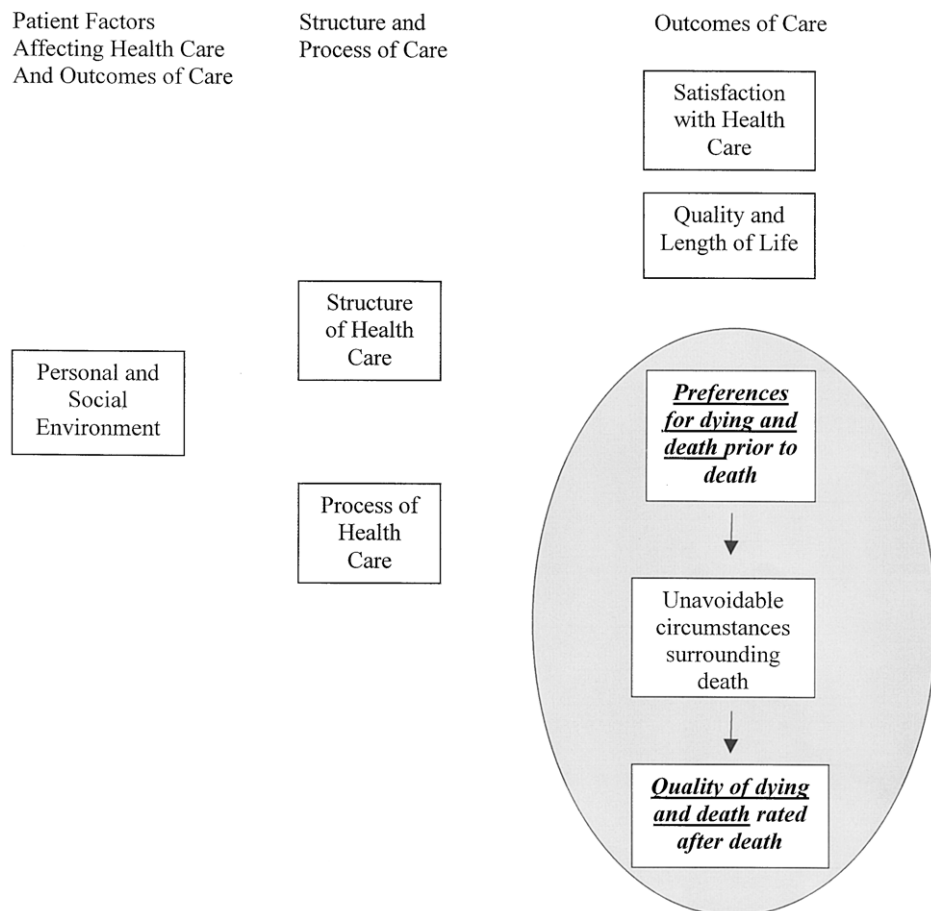 Patient Factors
Affecting Health Care
And Outcomes of Care
Structure and
Process of Care
Outcomes of Care
Satisfaction
with Health
Care
Quality and
Length of Life
Structure
of Health
Care
Personal and
Social
Environment
Process of
Health
Care
Preferences
for dying and
death prior to
death
Unavoidable
circumstances
surrounding
death
Quality of dying
and death rated
after death